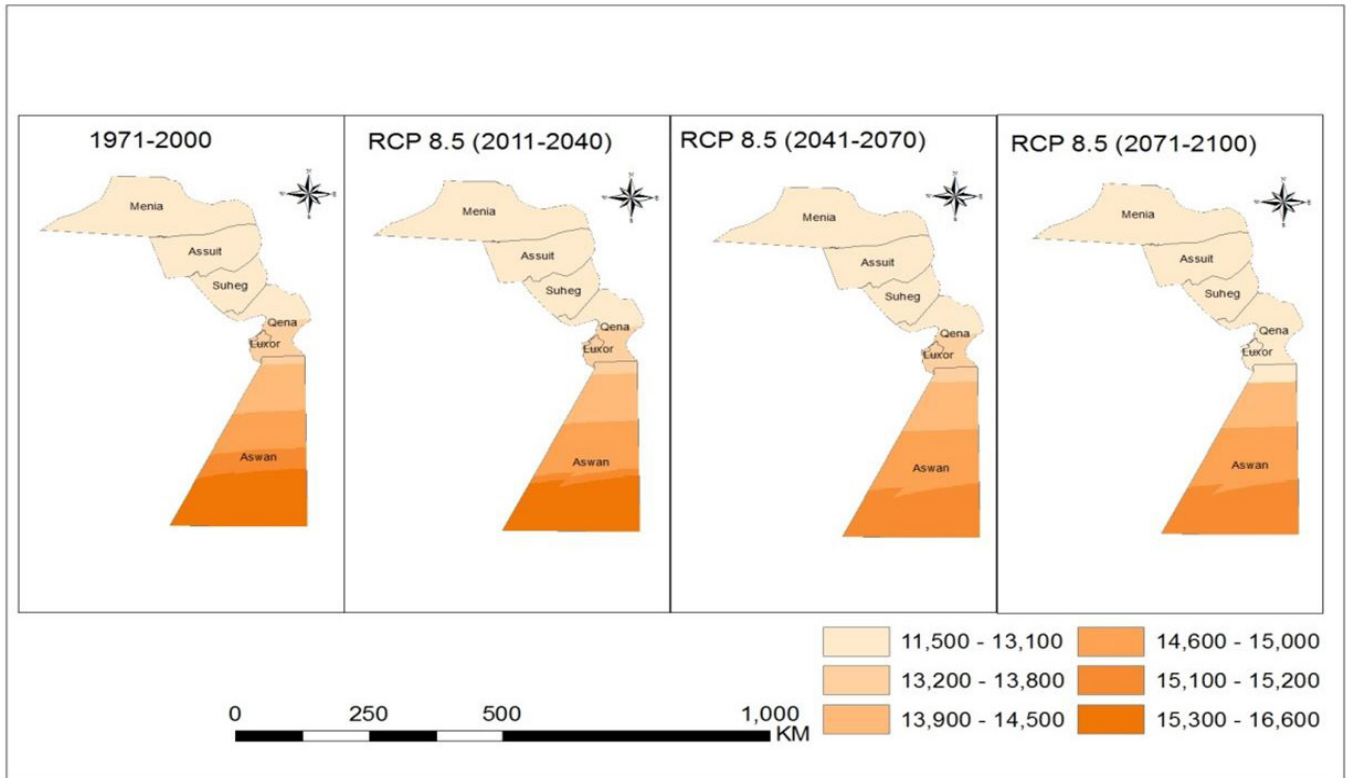 1971-2000
RCP 8.5 (2011-2040)
RCP 8.5 (2041-2070)
RCP 8.5 (2071-2100)
Menia
Assuit
Suheg
Qena
Luxor
Aswan
Menia
Assuit
Suheg
Qena
Luxor
Aswan
Menia
Assuit
Suheg
Qena
Luxor
Aswan
Menia
Assuit
Suheg
Qena
Luxor
Aswan
11,500 - 13,100
14,600 - 15,000
13,200 - 13,800
15,100 - 15,200
13,900 - 14,500
15,300 - 16,600
0 250 500 1,000
KM